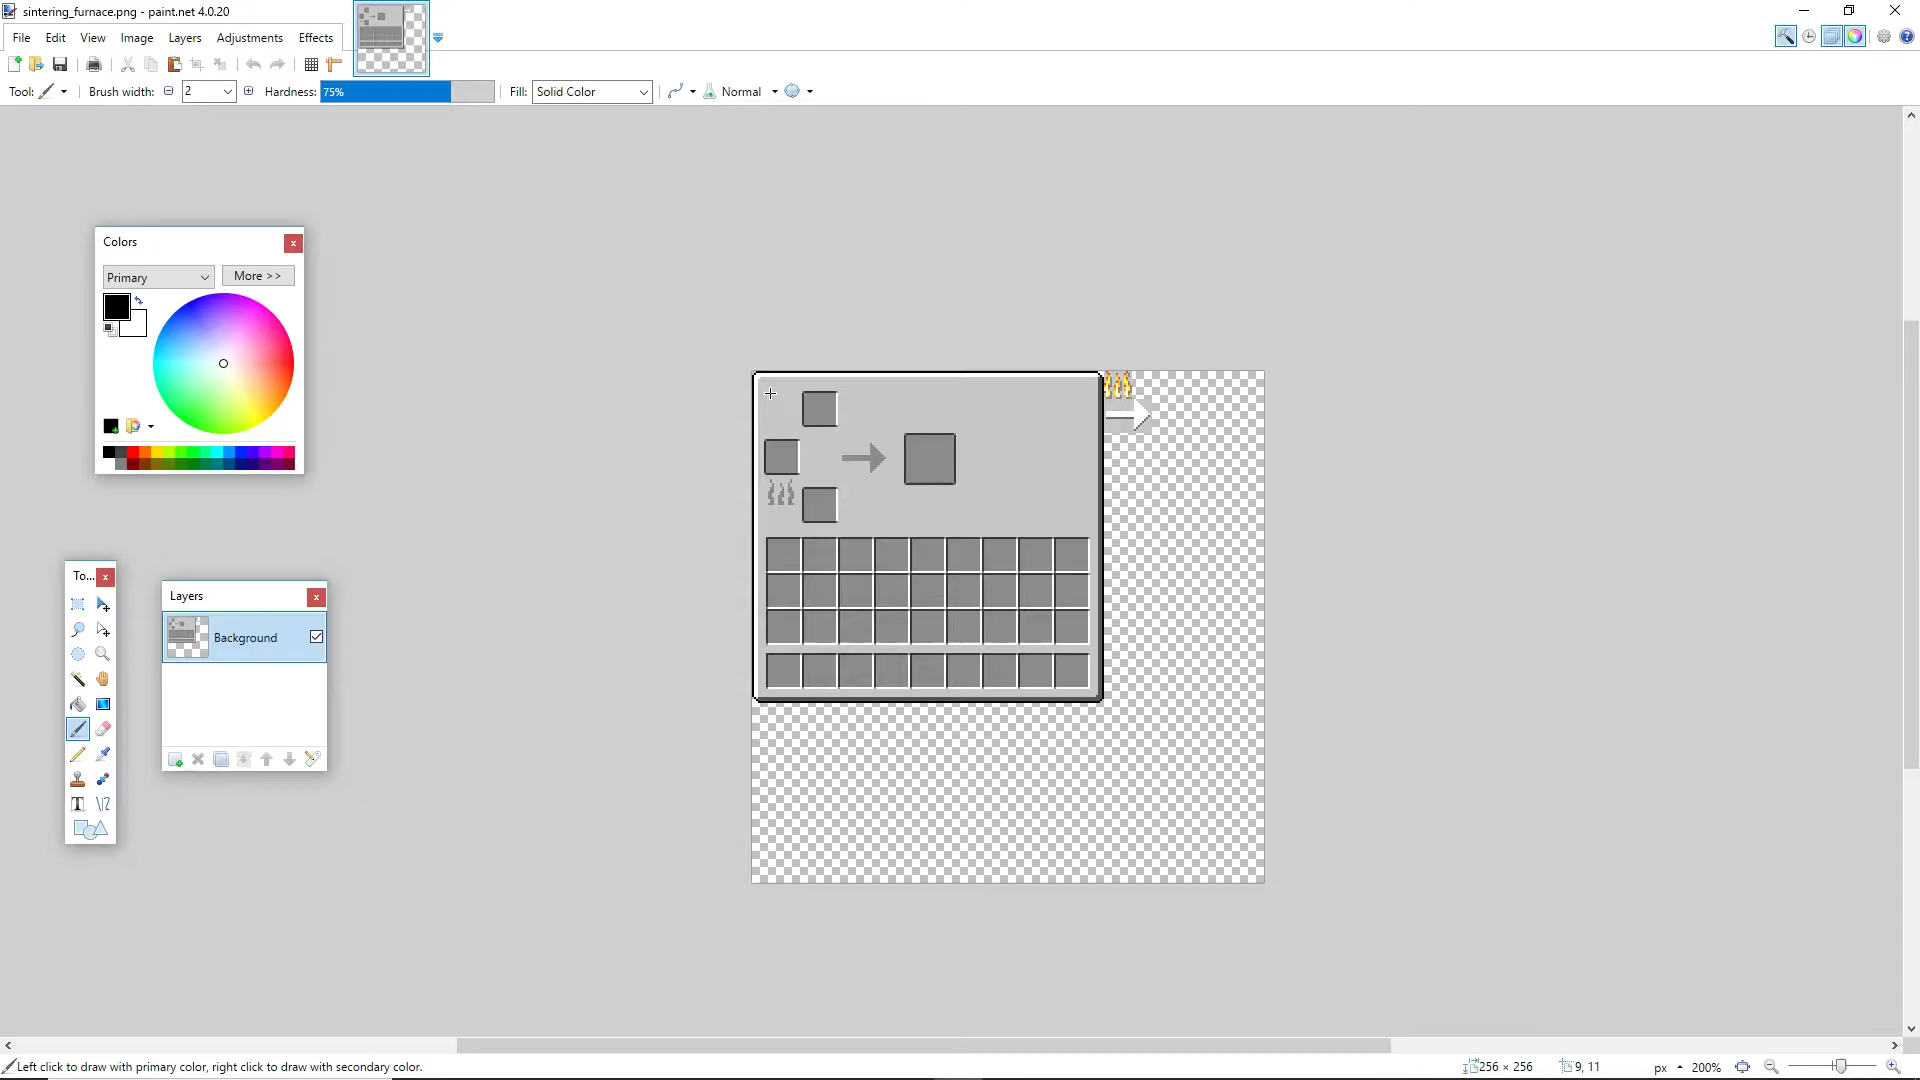 sintering_furnace.png - paint.net 4.0.20
File Edit View Image Layers Adjustments Effects
Tool: Brush width: 2 Hardness: 75% Fill: Solid Color Normal
Colors
Primary More >>
To...
Layers
Background
Left click to draw with primary color, right click to draw with secondary color.
256 × 256 9, 11 px 200%